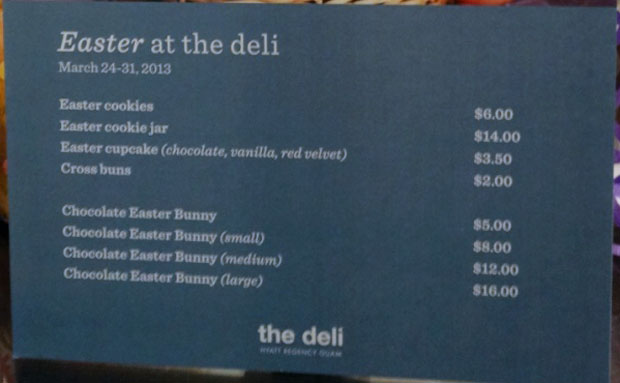 Easter at the deli
March 24-31, 2013
Easter cookies $6.00
Easter cookie jar $14.00
Easter cupcake (chocolate, vanilla, red velvet) $3.50
Cross buns $2.00
Chocolate Easter Bunny $5.00
Chocolate Easter Bunny (small) $8.00
Chocolate Easter Bunny (medium) $12.00
Chocolate Easter Bunny (large) $16.00
the deli
HYATT REGENCY GUAM